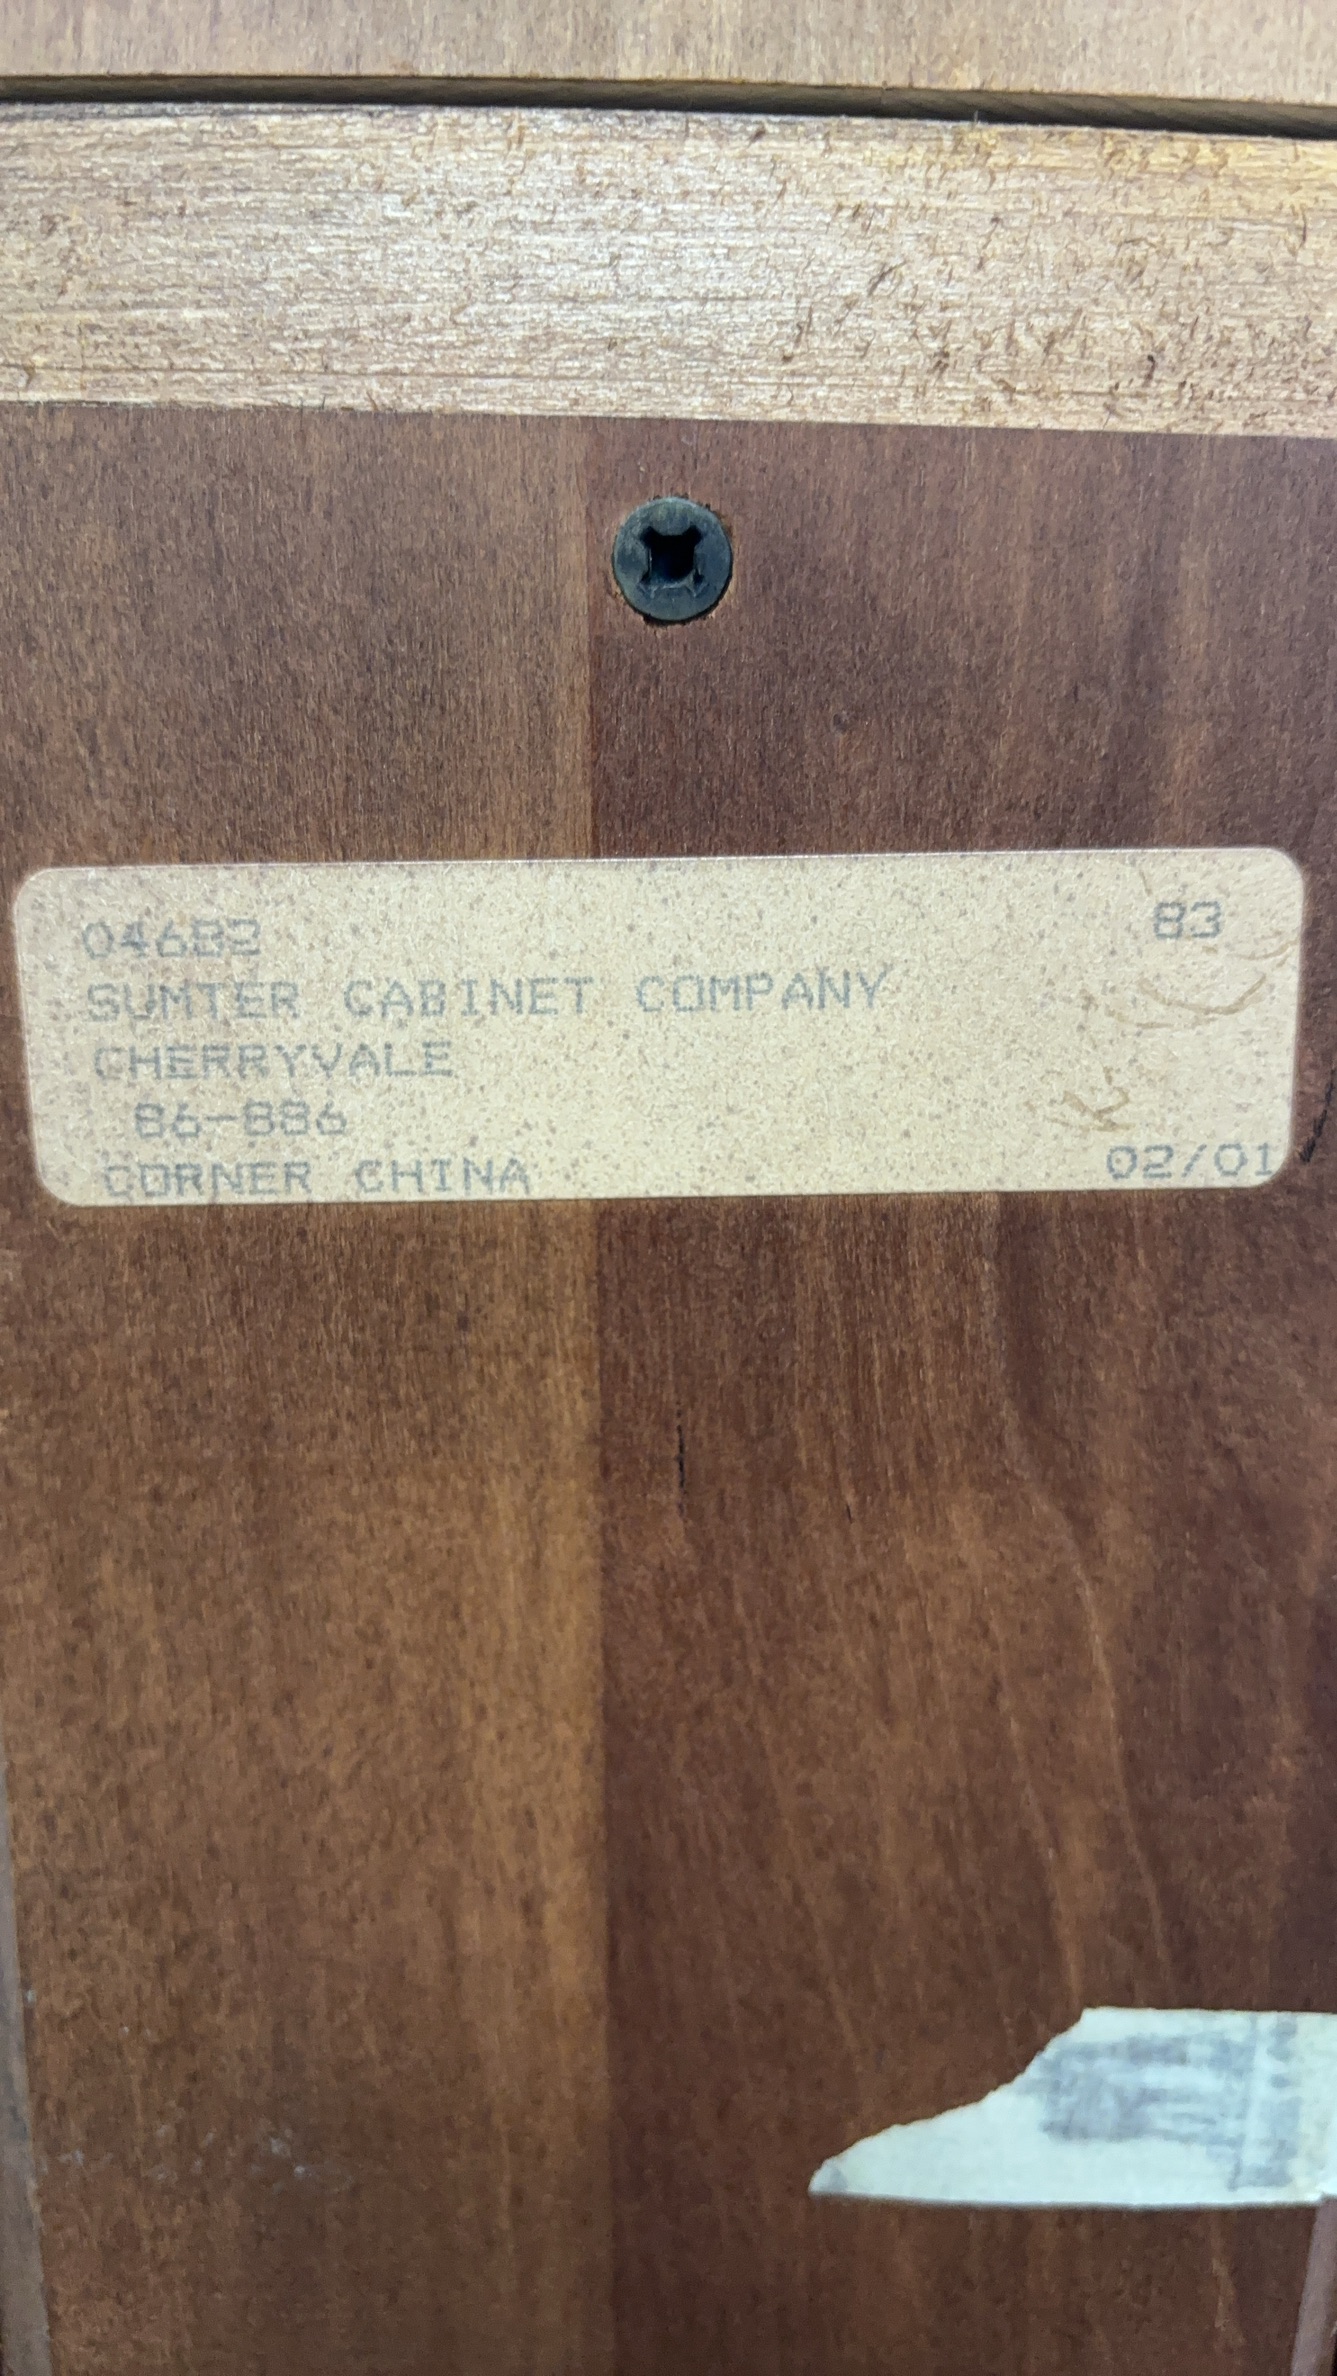 04682 83
SUMTER CABINET COMPANY
CHERRYVALE
86-886
CORNER CHINA 02/01